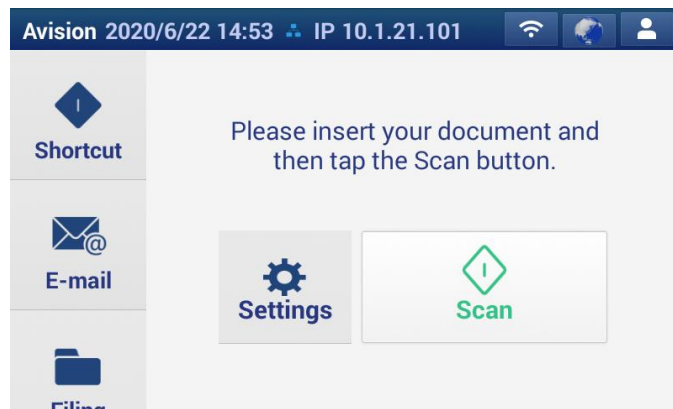 Avision 2020/6/22 14:53 IP 10.1.21.101
Shortcut
Please insert your document and
then tap the Scan button.
@
E-mail
Settings
Scan
Filing